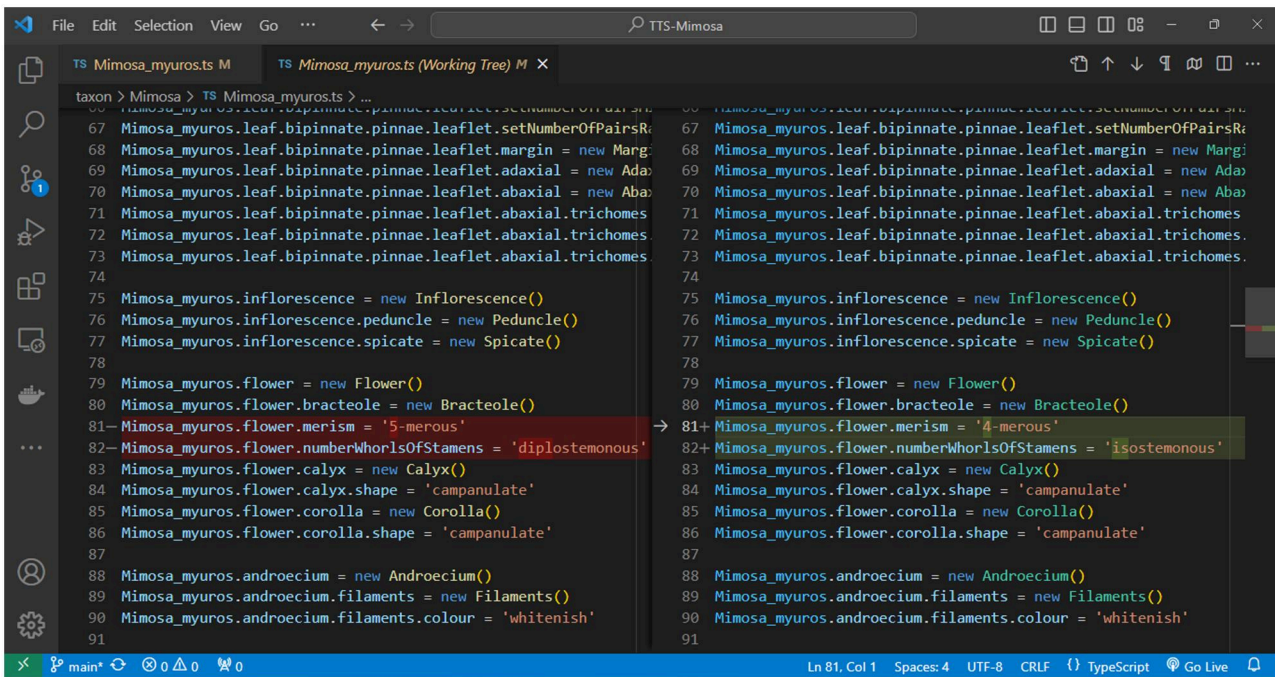 File Edit Selection View Go ··· TTS-Mimosa
TS Mimosa_myuros.ts M TS Mimosa_myuros.ts (Working Tree) M
taxon > Mimosa > TS Mimosa_myuros.ts > ...
67 Mimosa_myuros.leaf.bipinnate.pinnae.leaflet.setNumberOfPairsRa
68 Mimosa_myuros.leaf.bipinnate.pinnae.leaflet.margin = new Margi
69 Mimosa_myuros.leaf.bipinnate.pinnae.leaflet.adaxial = new Adax
70 Mimosa_myuros.leaf.bipinnate.pinnae.leaflet.abaxial = new Abax
71 Mimosa_myuros.leaf.bipinnate.pinnae.leaflet.abaxial.trichomes
72 Mimosa_myuros.leaf.bipinnate.pinnae.leaflet.abaxial.trichomes.
73 Mimosa_myuros.leaf.bipinnate.pinnae.leaflet.abaxial.trichomes.
74
75 Mimosa_myuros.inflorescence = new Inflorescence()
76 Mimosa_myuros.inflorescence.peduncle = new Peduncle()
77 Mimosa_myuros.inflorescence.spicate = new Spicate()
78
79 Mimosa_myuros.flower = new Flower()
80 Mimosa_myuros.flower.bracteole = new Bracteole()
81— Mimosa_myuros.flower.merism = '5-merous'
82— Mimosa_myuros.flower.numberWhorlsOfStamens = 'diplostemonous'
83 Mimosa_myuros.flower.calyx = new Calyx()
84 Mimosa_myuros.flower.calyx.shape = 'campanulate'
85 Mimosa_myuros.flower.corolla = new Corolla()
86 Mimosa_myuros.flower.corolla.shape = 'campanulate'
87
88 Mimosa_myuros.androecium = new Androecium()
89 Mimosa_myuros.androecium.filaments = new Filaments()
90 Mimosa_myuros.androecium.filaments.colour = 'whitenish'
91
67 Mimosa_myuros.leaf.bipinnate.pinnae.leaflet.setNumberOfPairsRa
68 Mimosa_myuros.leaf.bipinnate.pinnae.leaflet.margin = new Margi
69 Mimosa_myuros.leaf.bipinnate.pinnae.leaflet.adaxial = new Adax
70 Mimosa_myuros.leaf.bipinnate.pinnae.leaflet.abaxial = new Abax
71 Mimosa_myuros.leaf.bipinnate.pinnae.leaflet.abaxial.trichomes
72 Mimosa_myuros.leaf.bipinnate.pinnae.leaflet.abaxial.trichomes.
73 Mimosa_myuros.leaf.bipinnate.pinnae.leaflet.abaxial.trichomes.
74
75 Mimosa_myuros.inflorescence = new Inflorescence()
76 Mimosa_myuros.inflorescence.peduncle = new Peduncle()
77 Mimosa_myuros.inflorescence.spicate = new Spicate()
78
79 Mimosa_myuros.flower = new Flower()
80 Mimosa_myuros.flower.bracteole = new Bracteole()
81+ Mimosa_myuros.flower.merism = '4-merous'
82+ Mimosa_myuros.flower.numberWhorlsOfStamens = 'isostemonous'
83 Mimosa_myuros.flower.calyx = new Calyx()
84 Mimosa_myuros.flower.calyx.shape = 'campanulate'
85 Mimosa_myuros.flower.corolla = new Corolla()
86 Mimosa_myuros.flower.corolla.shape = 'campanulate'
87
88 Mimosa_myuros.androecium = new Androecium()
89 Mimosa_myuros.androecium.filaments = new Filaments()
90 Mimosa_myuros.androecium.filaments.colour = 'whitenish'
91
1
main* 0 0 0 Ln 81, Col 1 Spaces: 4 UTF-8 CRLF {} TypeScript Go Live